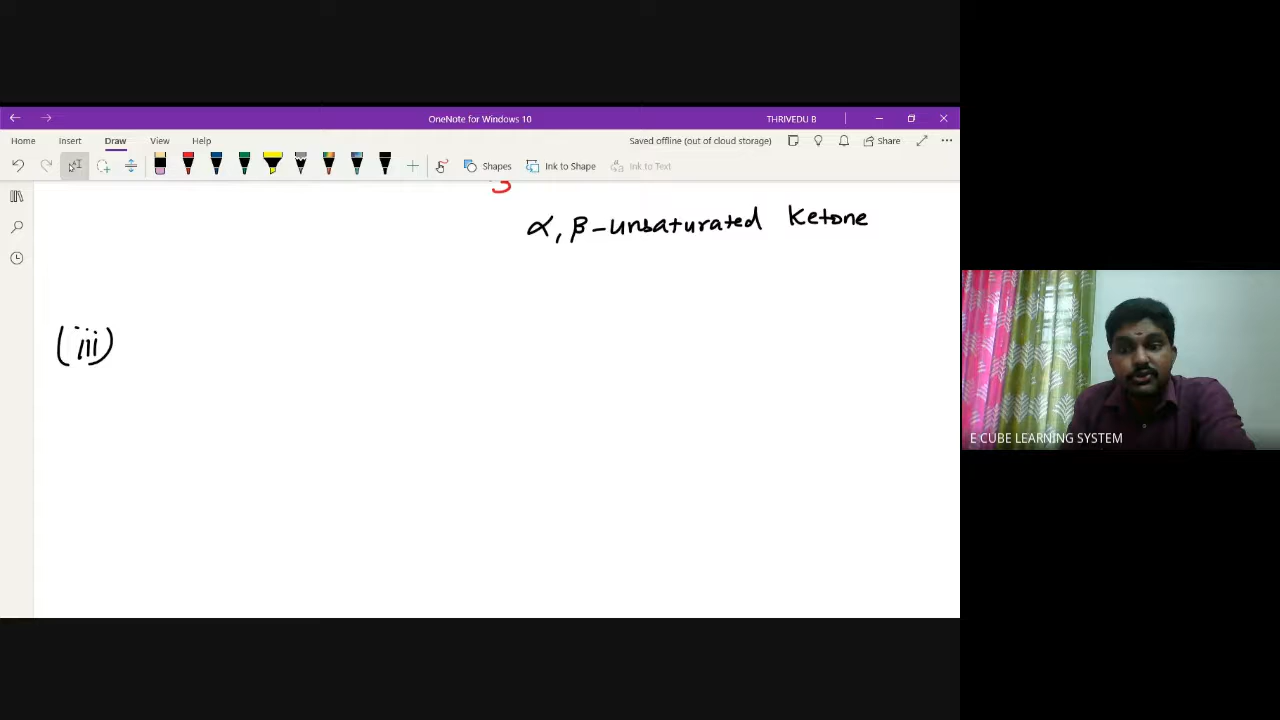 OneNote for Windows 10
THRIVEDU B
Home Insert Draw View Help
Saved offline (out of cloud storage)
Share
Shapes
Ink to Shape
Ink to Text
3
α, β-unsaturated Ketone
(iii)
E CUBE LEARNING SYSTEM